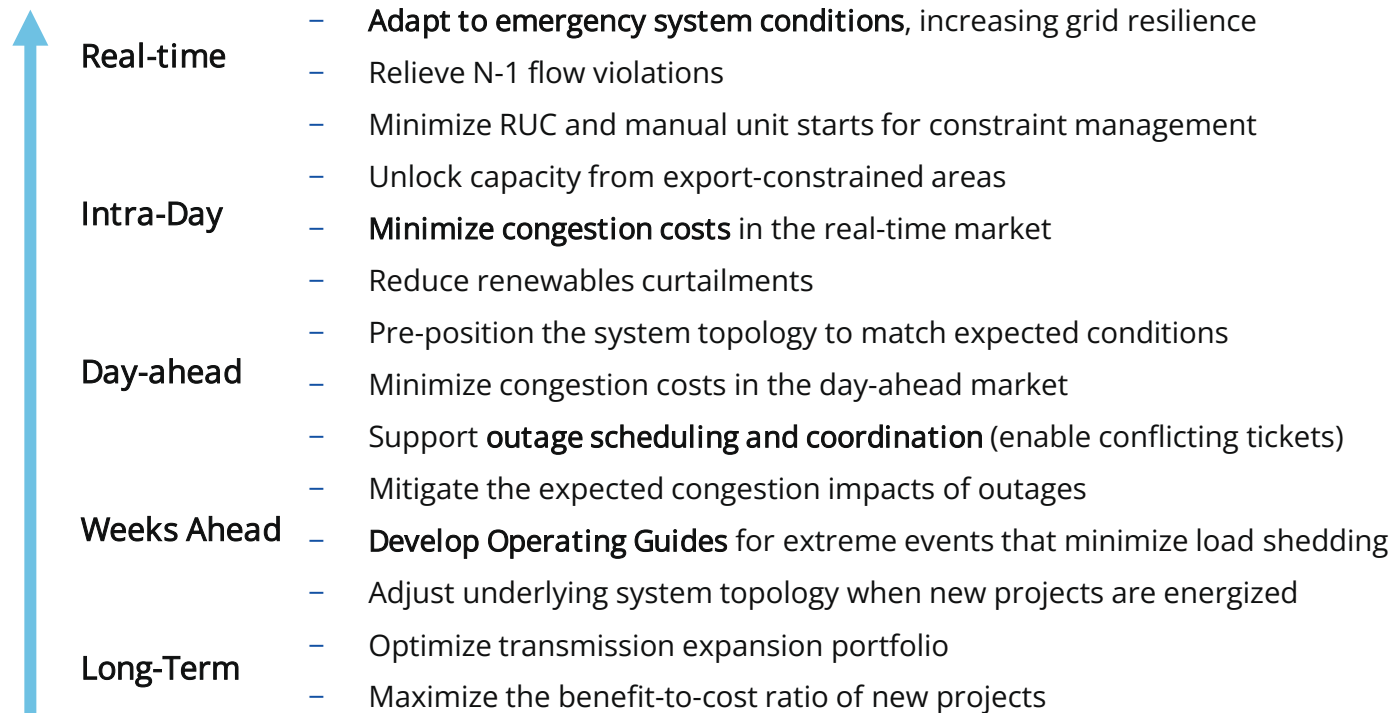 – Adapt to emergency system conditions, increasing grid resilience
Real-time
– Relieve N-1 flow violations
– Minimize RUC and manual unit starts for constraint management
– Unlock capacity from export-constrained areas
Intra-Day
– Minimize congestion costs in the real-time market
– Reduce renewables curtailments
– Pre-position the system topology to match expected conditions
Day-ahead
– Minimize congestion costs in the day-ahead market
– Support outage scheduling and coordination (enable conflicting tickets)
– Mitigate the expected congestion impacts of outages
Weeks Ahead
– Develop Operating Guides for extreme events that minimize load shedding
– Adjust underlying system topology when new projects are energized
– Optimize transmission expansion portfolio
Long-Term
– Maximize the benefit-to-cost ratio of new projects